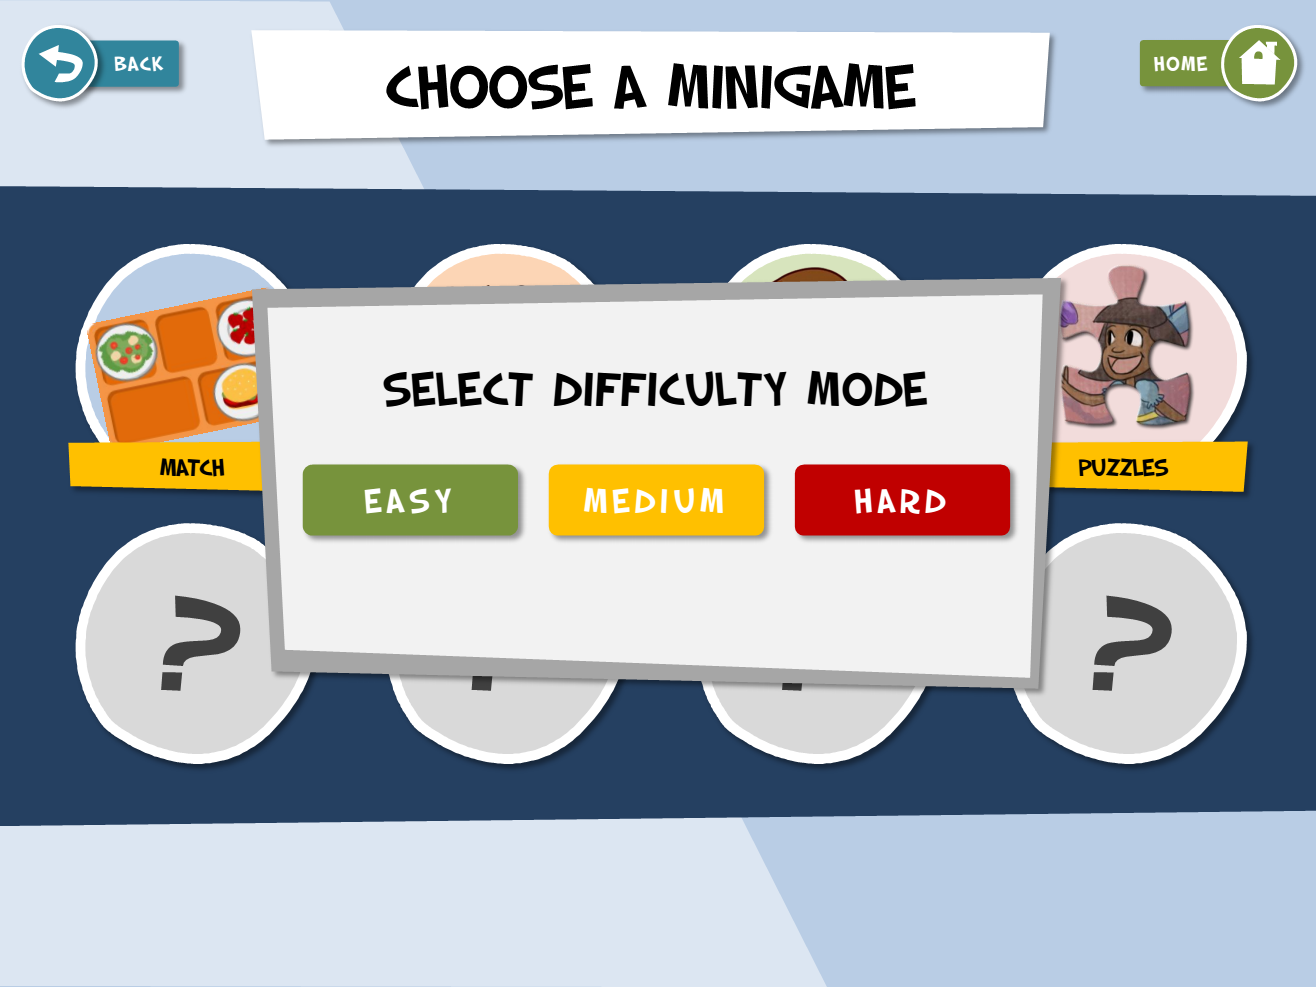 BACK
CHOOSE A MINIGAME
HOME
SELECT DIFFICULTY MODE
EASY
MEDIUM
HARD
MATCH
PUZZLES
?
?
?
?